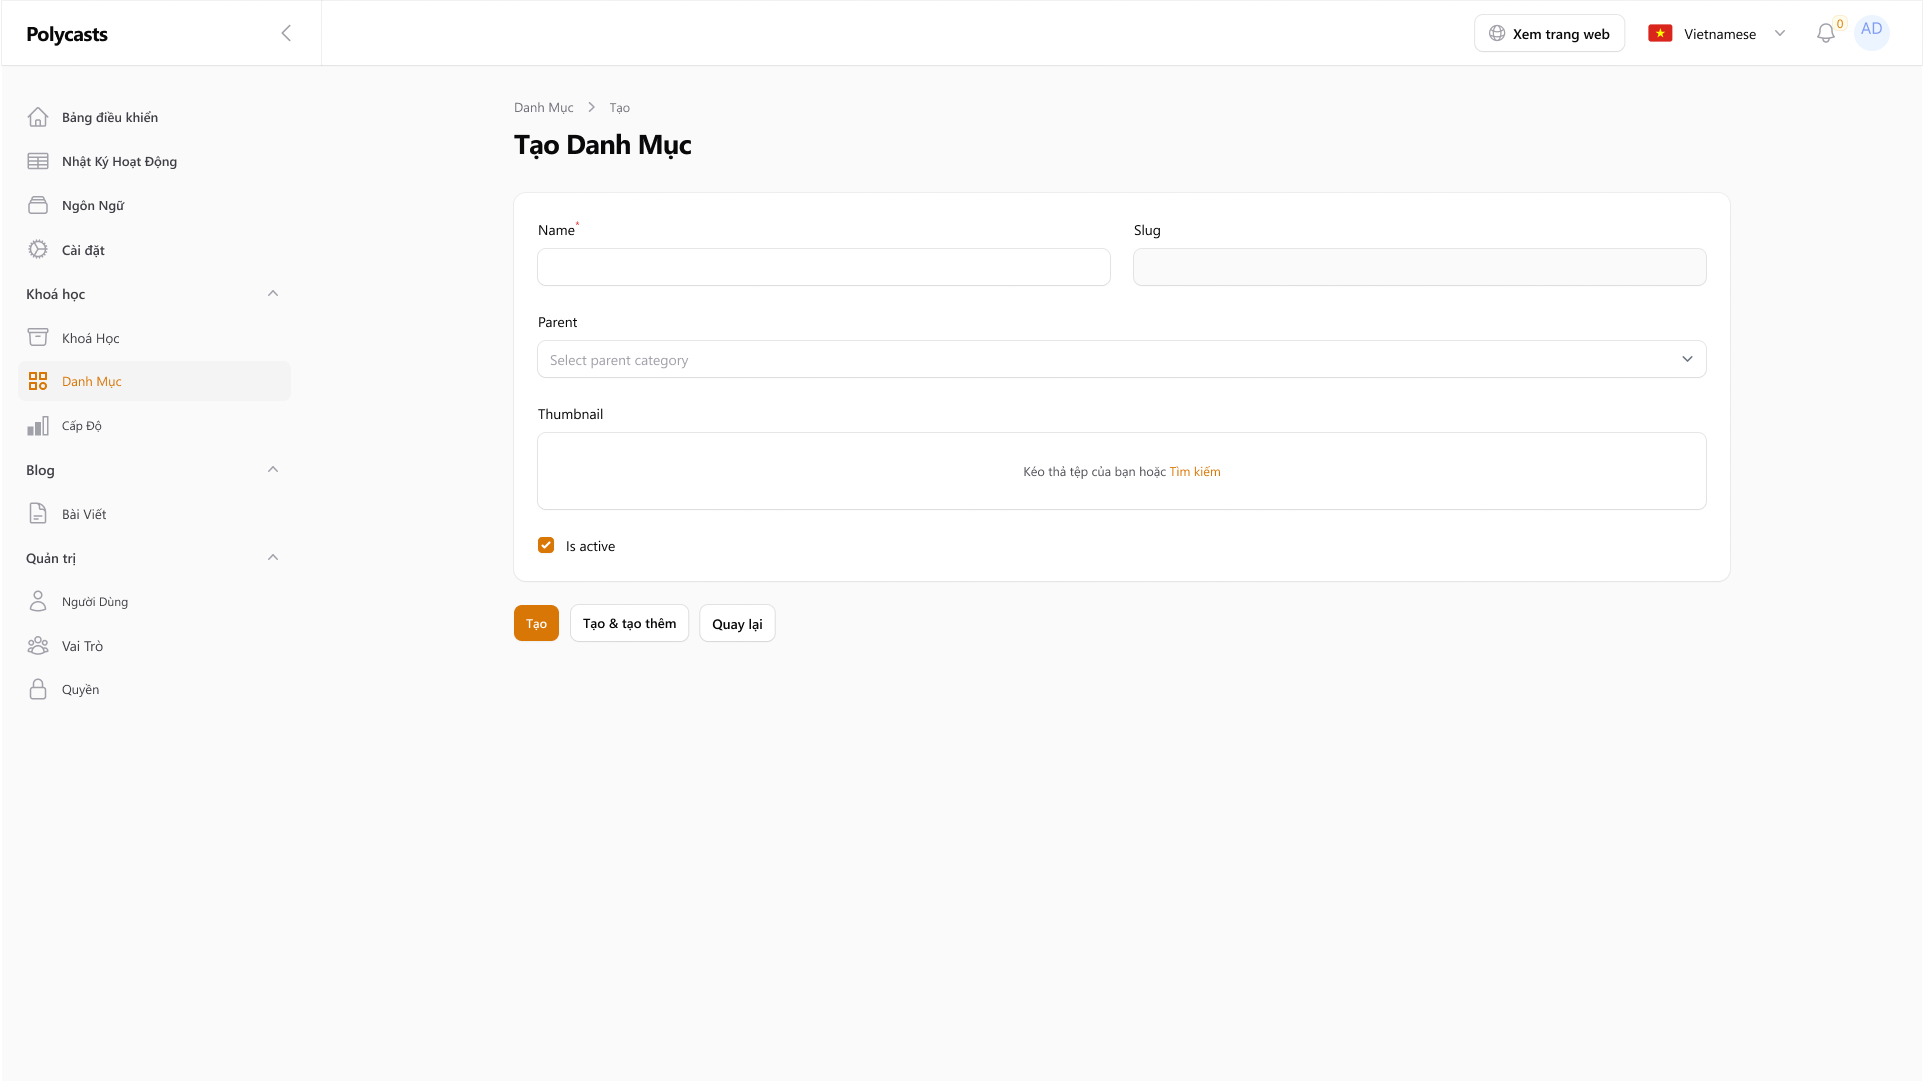 Polycasts
Xem trang web
Vietnamese
0
AD
Bảng điều khiển
Nhật Ký Hoạt Động
Ngôn Ngữ
Cài đặt
Khoá học
Khoá Học
Danh Mục
Cấp Độ
Blog
Bài Viết
Quản trị
Người Dùng
Vai Trò
Quyền
Danh Mục > Tạo
Tạo Danh Mục
Name*
Slug
Parent
Select parent category
Thumbnail
Kéo thả tệp của bạn hoặc Tìm kiếm
Is active
Tạo
Tạo & tạo thêm
Quay lại